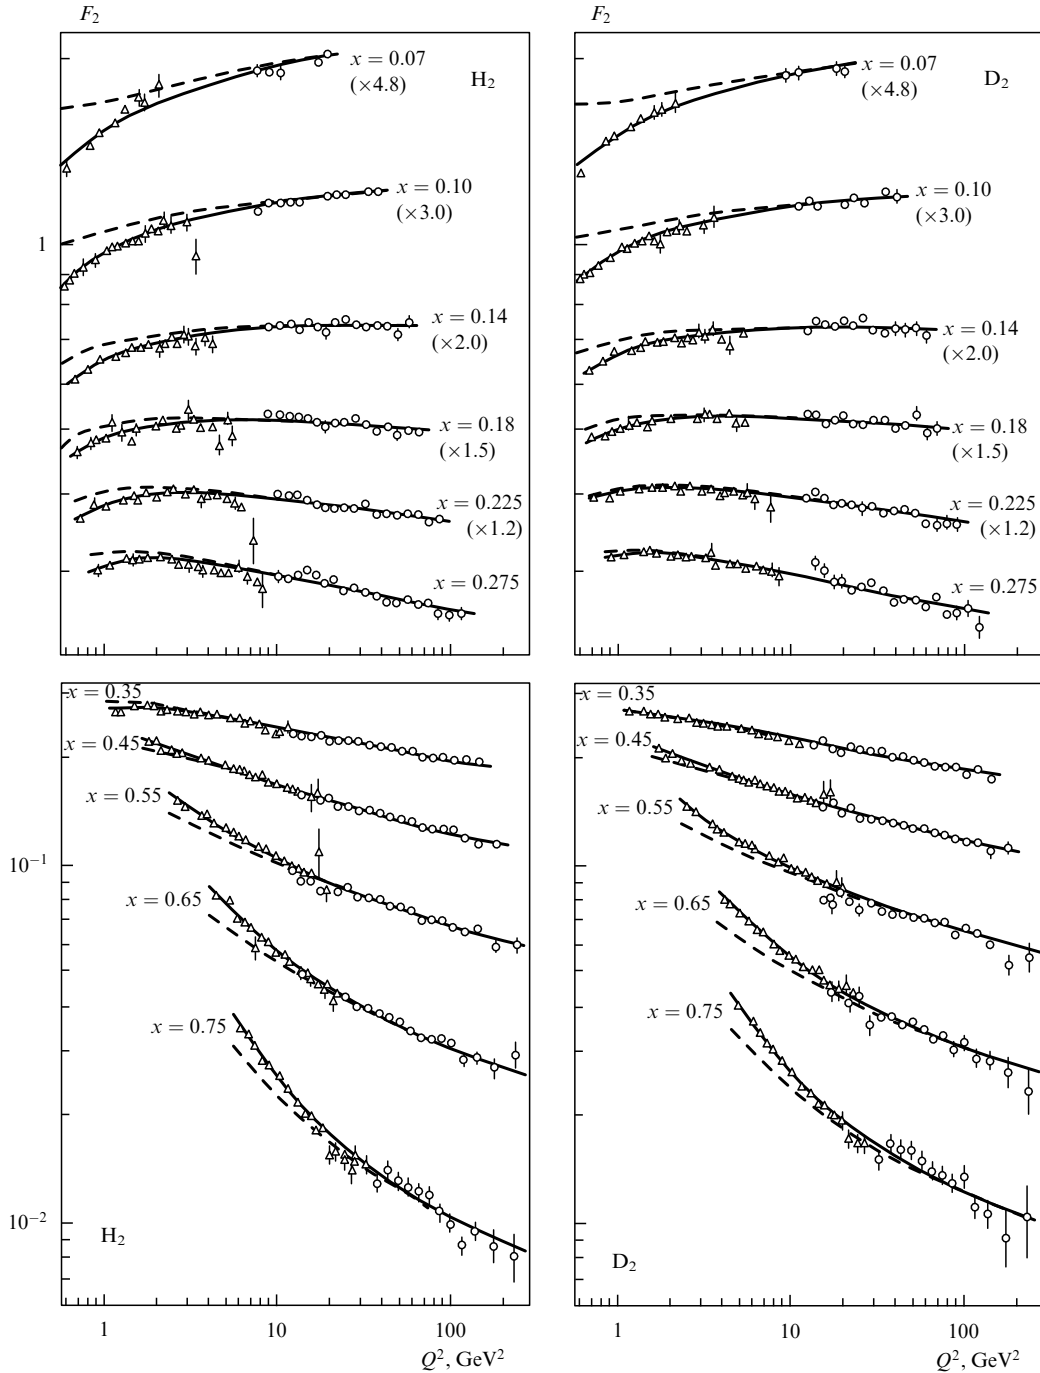 F₂
x = 0.07
(×4.8)
H₂
x = 0.10
(×3.0)
1
x = 0.14
(×2.0)
x = 0.18
(×1.5)
x = 0.225
(×1.2)
x = 0.275
F₂
x = 0.07
(×4.8)
D₂
x = 0.10
(×3.0)
x = 0.14
(×2.0)
x = 0.18
(×1.5)
x = 0.225
(×1.2)
x = 0.275
x = 0.35
x = 0.45
x = 0.55
10⁻¹
x = 0.65
x = 0.75
10⁻²
H₂
1 10 100
Q², GeV²
x = 0.35
x = 0.45
x = 0.55
x = 0.65
x = 0.75
D₂
1 10 100
Q², GeV²